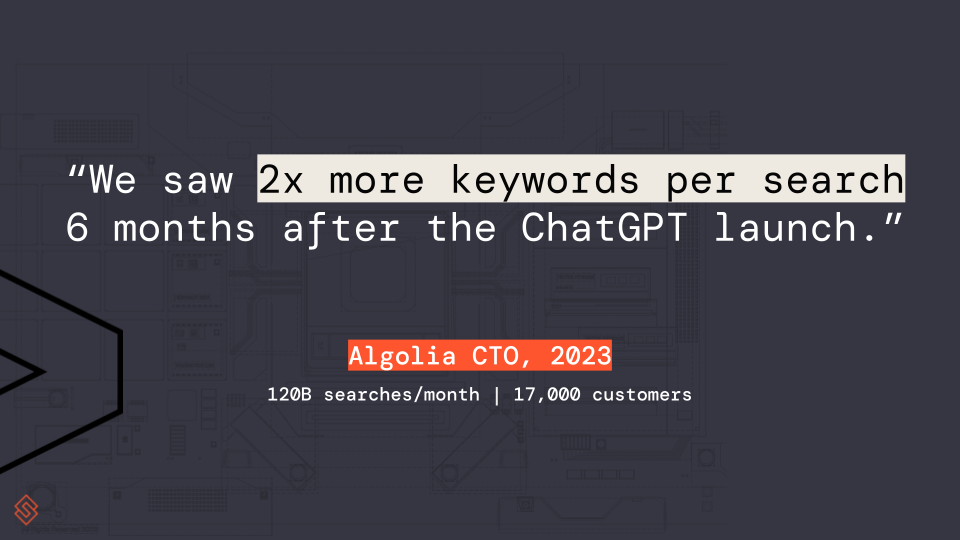 “We saw 2x more keywords per search
6 months after the ChatGPT launch.”
Algolia CTO, 2023
120B searches/month | 17,000 customers